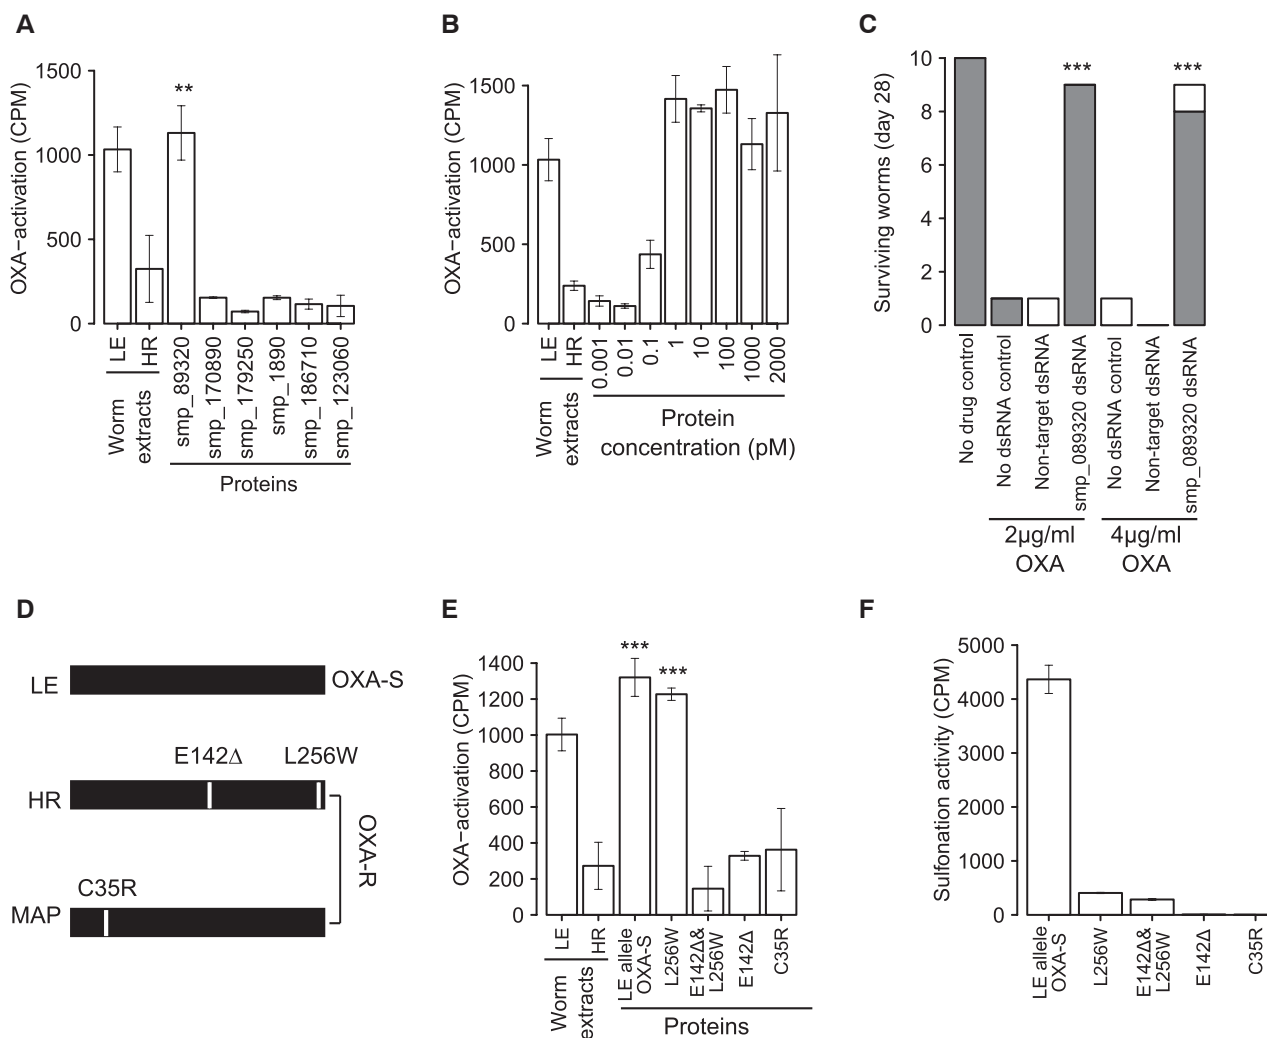 A
OXA−activation (CPM)
1500
1000
500
0
**
LE
HR
smp_89320
smp_170890
smp_179250
smp_1890
smp_186710
smp_123060
Worm
extracts
Proteins
B
OXA−activation (CPM)
1500
1000
500
0
LE
HR
0.001
0.01
0.1
1
10
100
1000
2000
Worm
extracts
Protein
concentration (pM)
C
Surviving worms (day 28)
10
8
6
4
2
0
***
***
No drug control
No dsRNA control
Non-target dsRNA
smp_089320 dsRNA
No dsRNA control
Non-target dsRNA
smp_089320 dsRNA
2µg/ml
OXA
4µg/ml
OXA
D
LE
OXA-S
E142Δ
L256W
HR
OXA-R
C35R
MAP
E
OXA−activation (CPM)
1400
1200
1000
800
600
400
200
0
***
***
LE
HR
LE allele
OXA-S
L256W
E142Δ&
L256W
E142Δ
C35R
Worm
extracts
Proteins
F
Sulfonation activity (CPM)
5000
4000
3000
2000
1000
0
LE allele
OXA-S
L256W
E142Δ&
L256W
E142Δ
C35R